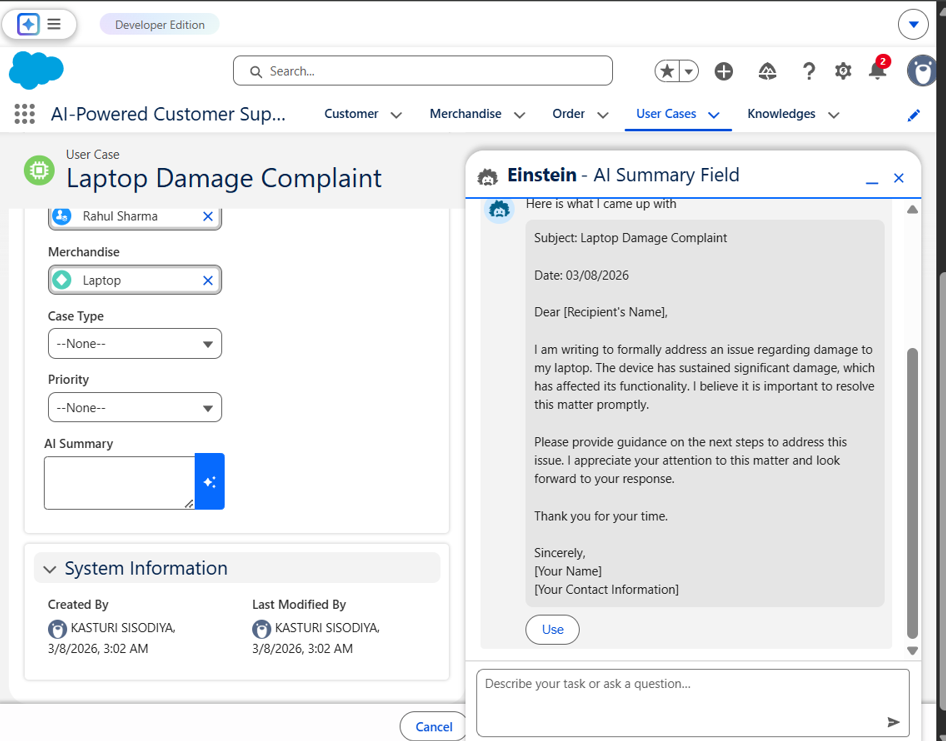 Developer Edition
Search...
2
AI-Powered Customer Sup...
Customer
Merchandise
Order
User Cases
Knowledges
User Case
Laptop Damage Complaint
Rahul Sharma
Merchandise
Laptop
Case Type
--None--
Priority
--None--
AI Summary
System Information
Created By
Last Modified By
KASTURI SISODIYA,
KASTURI SISODIYA,
3/8/2026, 3:02 AM
3/8/2026, 3:02 AM
Cancel
Einstein - AI Summary Field
Here is what I came up with
Subject: Laptop Damage Complaint
Date: 03/08/2026
Dear [Recipient's Name],
I am writing to formally address an issue regarding damage to
my laptop. The device has sustained significant damage, which
has affected its functionality. I believe it is important to resolve
this matter promptly.
Please provide guidance on the next steps to address this
issue. I appreciate your attention to this matter and look
forward to your response.
Thank you for your time.
Sincerely,
[Your Name]
[Your Contact Information]
Use
Describe your task or ask a question...